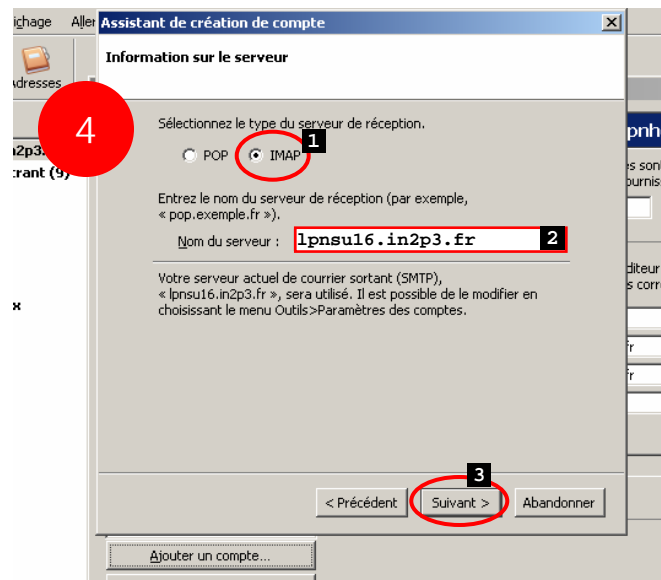 Assistant de création de compte
Information sur le serveur
Adresses
4
Sélectionnez le type du serveur de réception.
1
POP
IMAP
Entrez le nom du serveur de réception (par exemple,
« pop.exemple.fr »).
Nom du serveur :
lpnsu16.in2p3.fr
2
Votre serveur actuel de courrier sortant (SMTP),
« lpnsu16.in2p3.fr », sera utilisé. Il est possible de le modifier en
choisissant le menu Outils>Paramètres des comptes.
3
< Précédent
Suivant >
Abandonner
Ajouter un compte...